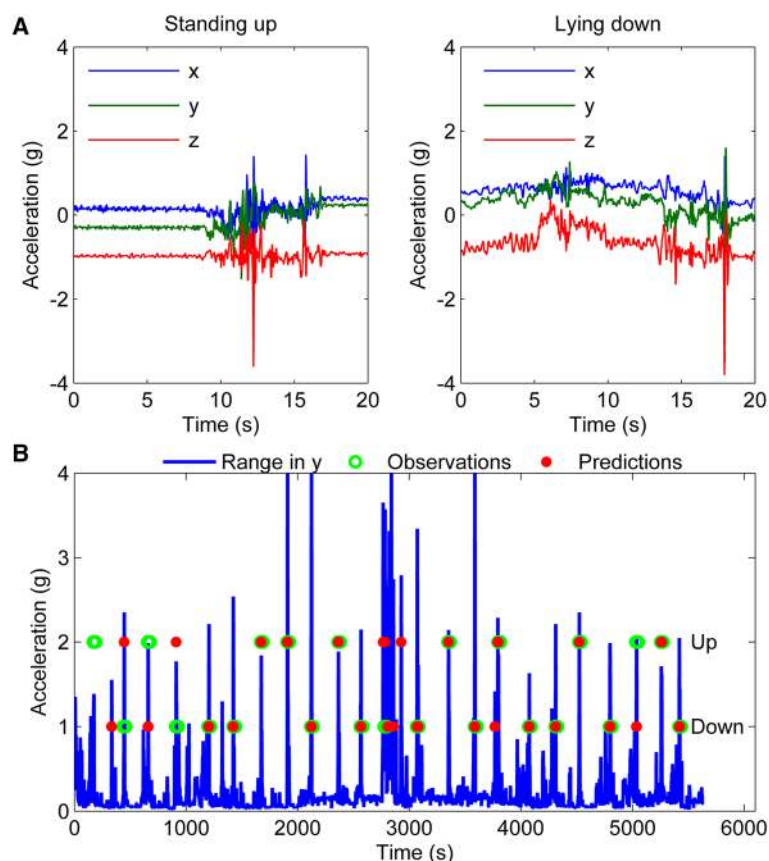 A
Standing up
Lying down
4
2
0
-2
-4
Acceleration (g)
x
y
z
0 5 10 15 20
Time (s)
4
2
0
-2
-4
Acceleration (g)
x
y
z
0 5 10 15 20
Time (s)
B
Range in y Observations Predictions
4
3
2
1
0
Acceleration (g)
Up
Down
0 1000 2000 3000 4000 5000 6000
Time (s)